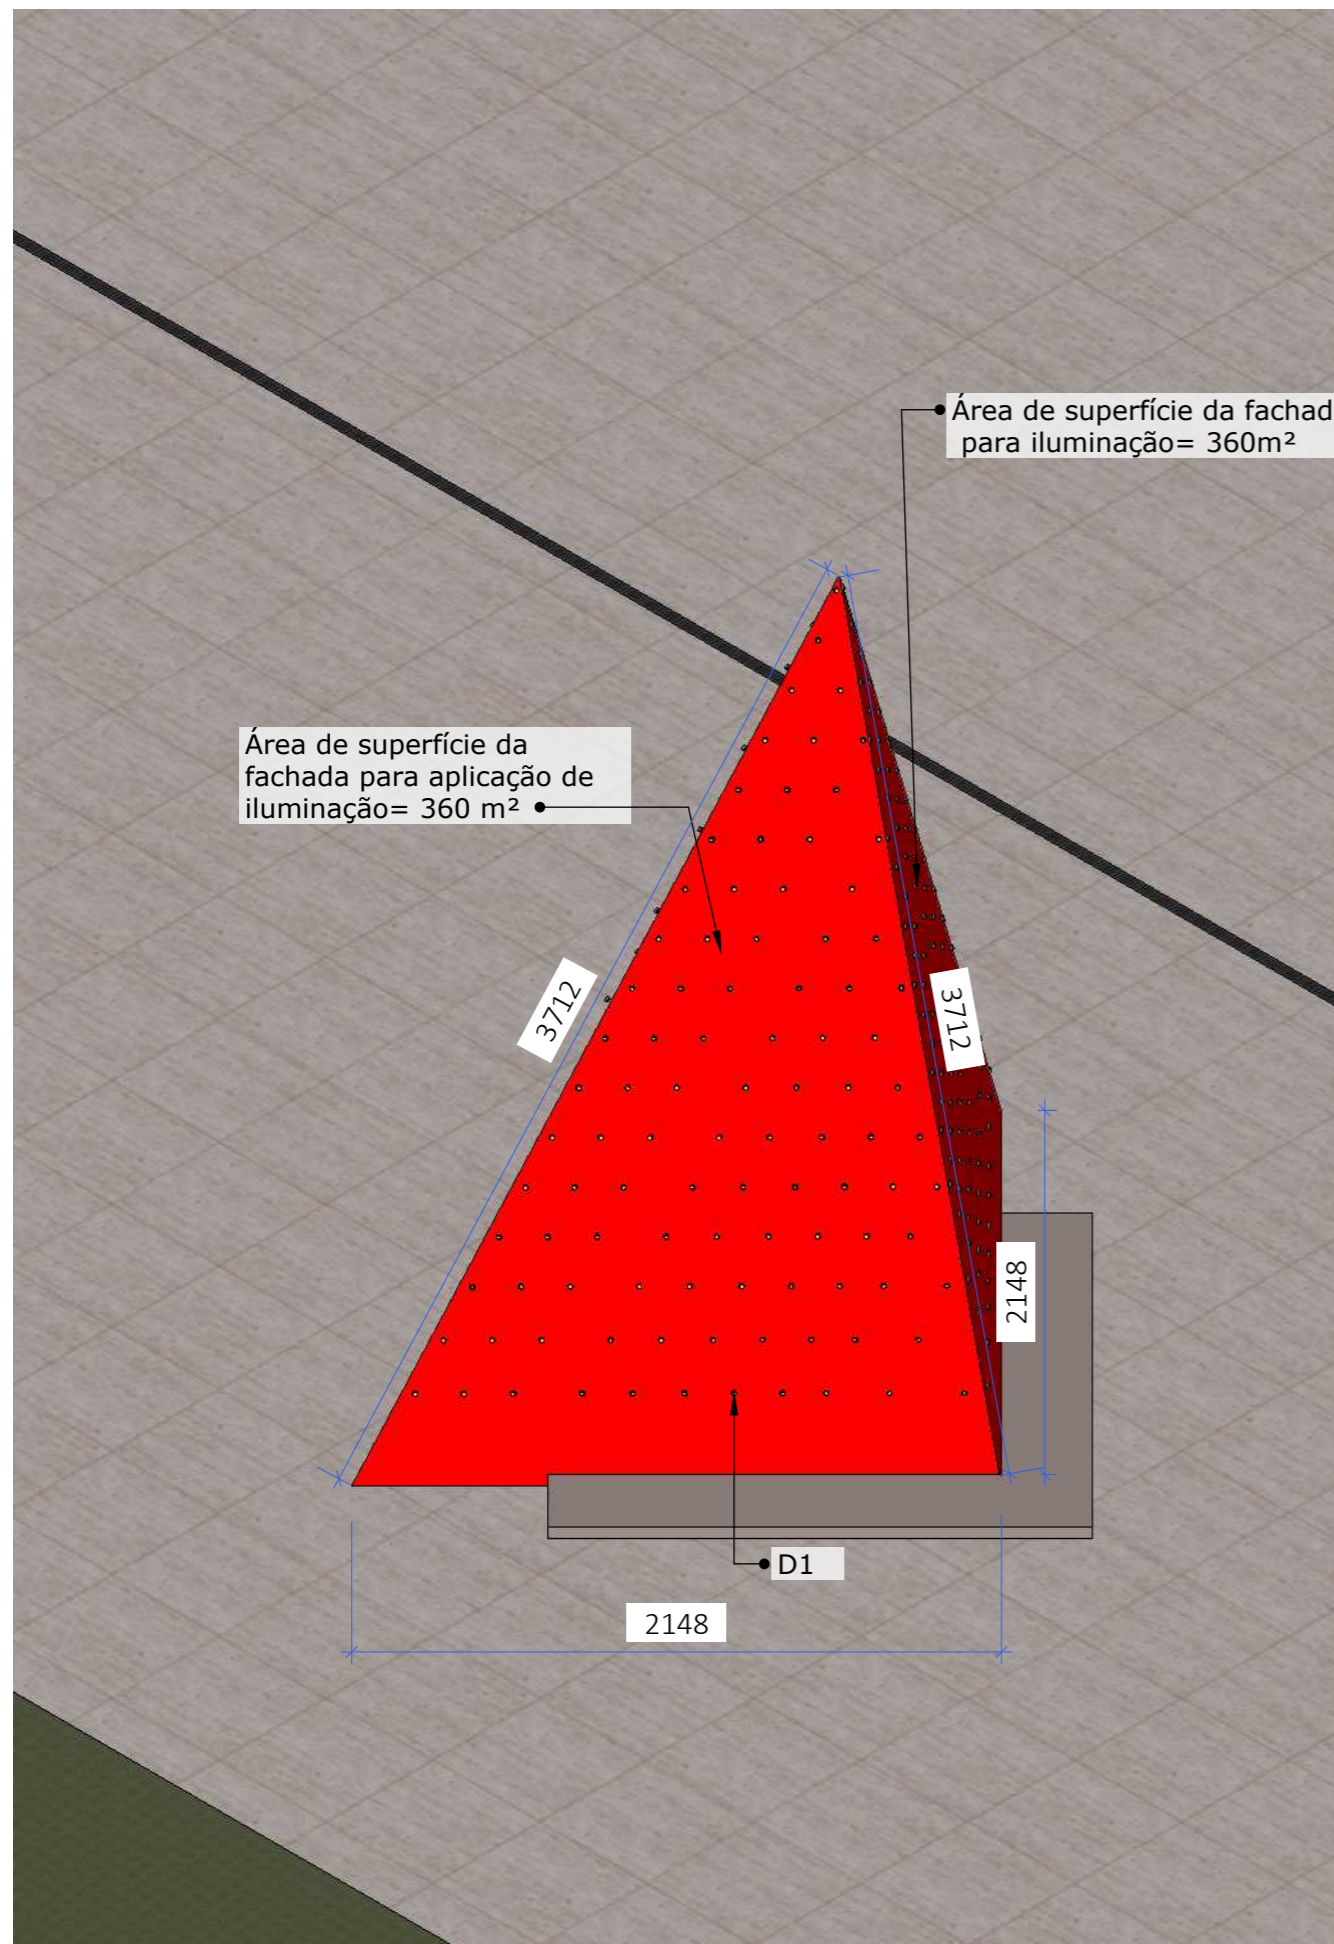 Área de superfície da fachad
para iluminação= 360m²
Área de superfície da
fachada para aplicação de
iluminação= 360 m²
3712
3712
2148
D1
2148